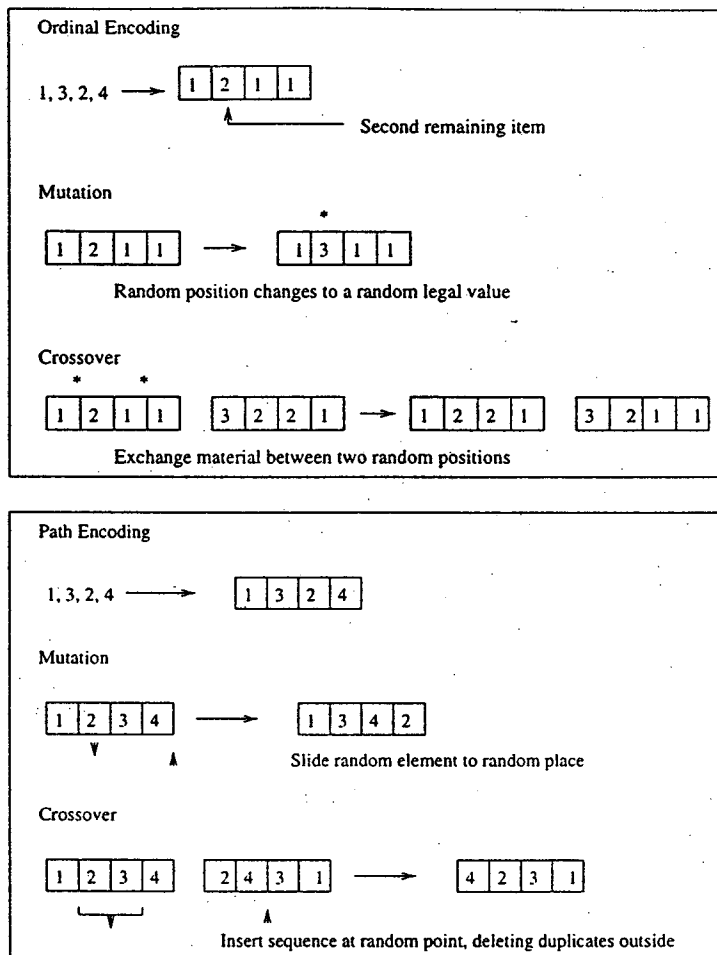 Ordinal Encoding
1, 3, 2, 4 → 1 2 1 1
Second remaining item
Mutation
*
1 2 1 1 → 1 3 1 1
Random position changes to a random legal value
Crossover
* *
1 2 1 1 3 2 2 1 → 1 2 2 1 3 2 1 1
Exchange material between two random positions
Path Encoding
1, 3, 2, 4 → 1 3 2 4
Mutation
1 2 3 4 → 1 3 4 2
Slide random element to random place
Crossover
1 2 3 4 2 4 3 1 → 4 2 3 1
Insert sequence at random point, deleting duplicates outside